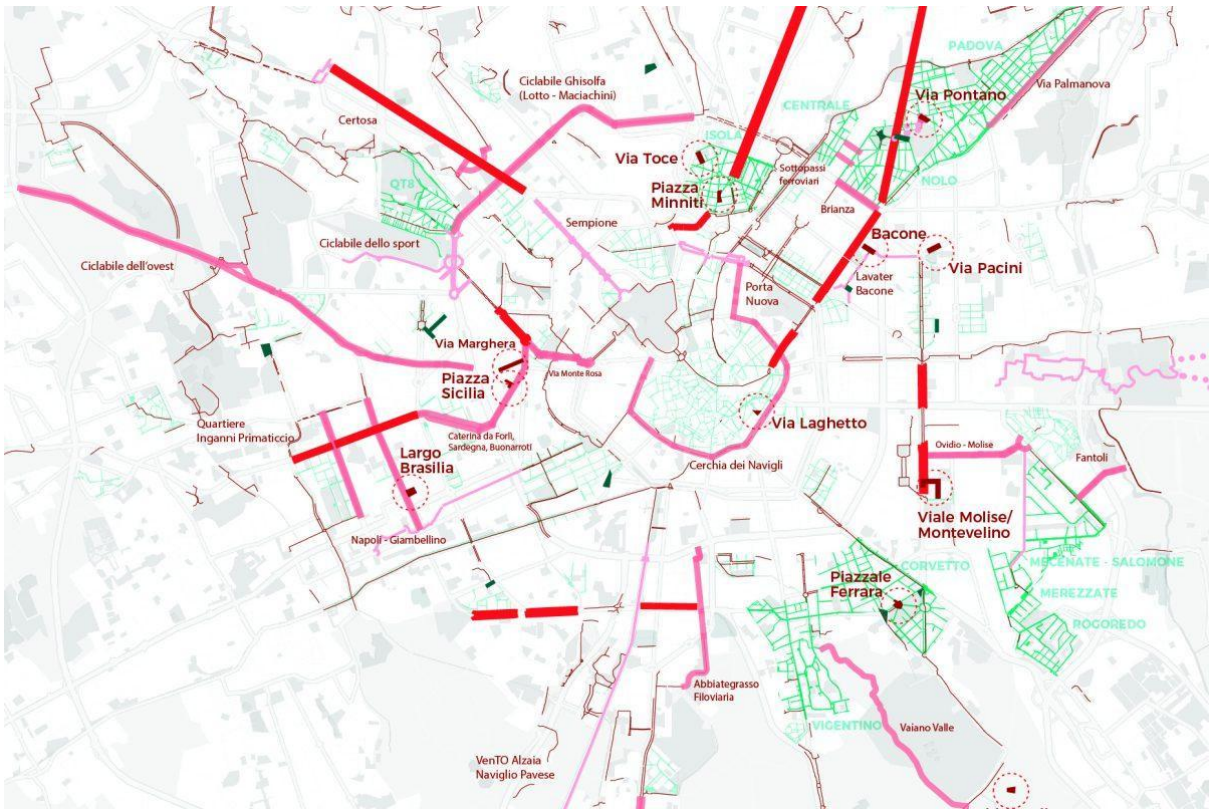 PADOVA
Ciclabile Ghisolfa
(Lotto - Maciachini)
Via Palmanova
Via Pontano
CENTRALE
Certosa
ISOLA
Via Toce
Sottopassi
ferroviari
NOLO
QT8
Piazza
Minniti
Brianza
Sempione
Bacone
Ciclabile dello sport
Via Pacini
Ciclabile dell'ovest
Lavater
Bacone
Porta
Nuova
Via Marghera
Via Monte Rosa
Piazza
Sicilia
Via Laghetto
Quartiere
Inganni Primaticcio
Caterina da Forlì,
Sardegna, Buonarroti
Ovidio - Molise
Largo
Brasilia
Cerchia dei Navigli
Fantoli
Viale Molise/
Montevelino
Napoli - Giambellino
CORVETTO
MECENATE - SALOMONE
Piazzale
Ferrara
MEREZZATE
ROGOREDO
Abbiategrasso
Filoviaria
VIGENTINO
Vaiano Valle
VenTO Alzaia
Naviglio Pavese